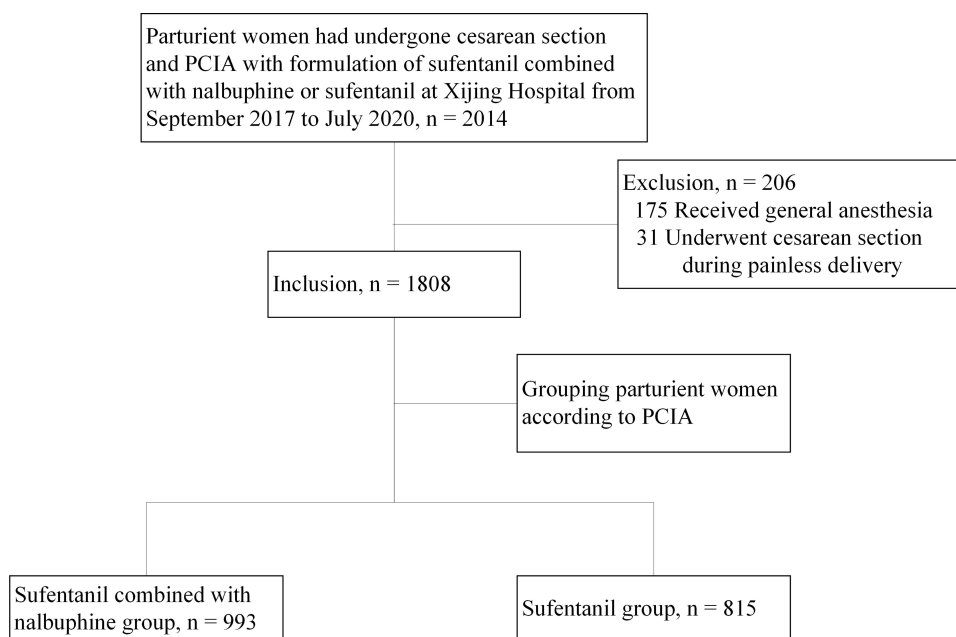 Parturient women had undergone cesarean section
and PCIA with formulation of sufentanil combined
with nalbuphine or sufentanil at Xijing Hospital from
September 2017 to July 2020, n = 2014
Exclusion, n = 206
175 Received general anesthesia
31 Underwent cesarean section
during painless delivery
Inclusion, n = 1808
Grouping parturient women
according to PCIA
Sufentanil combined with
nalbuphine group, n = 993
Sufentanil group, n = 815